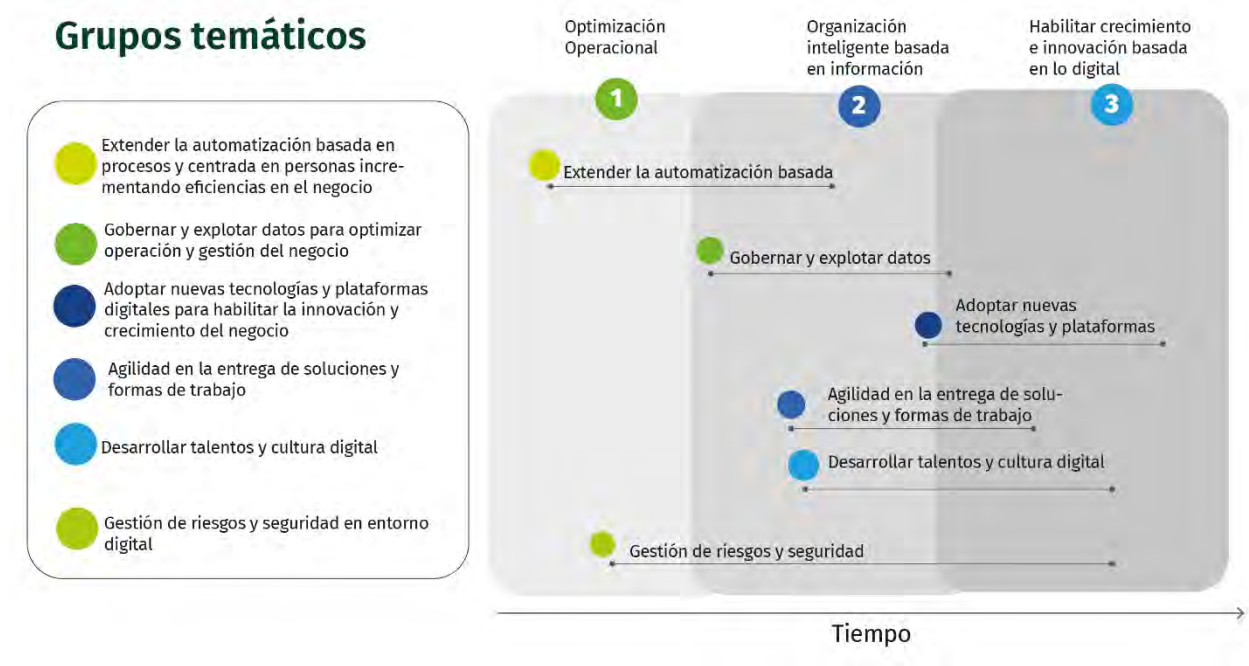 Grupos temáticos
Extender la automatización basada en
procesos y centrada en personas incre-
mentando eficiencias en el negocio
Gobernar y explotar datos para optimizar
operación y gestión del negocio
Adoptar nuevas tecnologías y plataformas
digitales para habilitar la innovación y
crecimiento del negocio
Agilidad en la entrega de soluciones y
formas de trabajo
Desarrollar talentos y cultura digital
Gestión de riesgos y seguridad en entorno
digital
Optimización
Operacional
1
Organización
inteligente basada
en información
2
Habilitar crecimiento
e innovación basada
en lo digital
3
Extender la automatización basada
Gobernar y explotar datos
Adoptar nuevas
tecnologías y plataformas
Agilidad en la entrega de solu-
ciones y formas de trabajo
Desarrollar talentos y cultura digital
Gestión de riesgos y seguridad
Tiempo